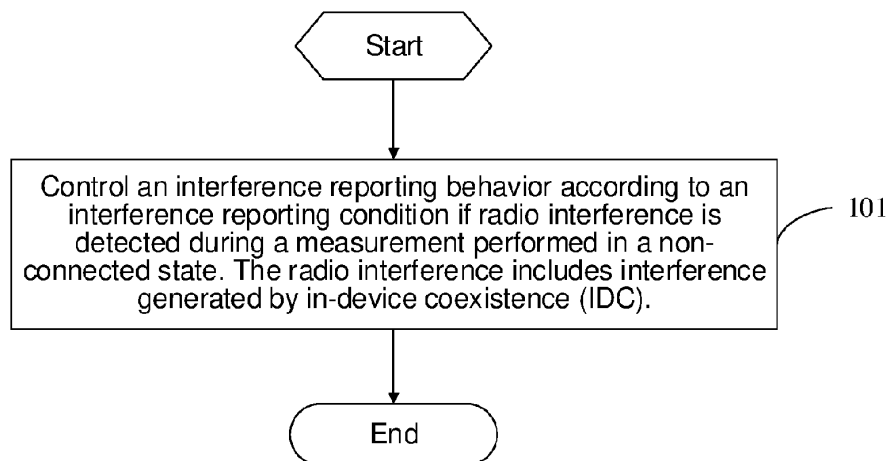 Start
Control an interference reporting behavior according to an
interference reporting condition if radio interference is
detected during a measurement performed in a non-
connected state. The radio interference includes interference
generated by in-device coexistence (IDC).
101
End